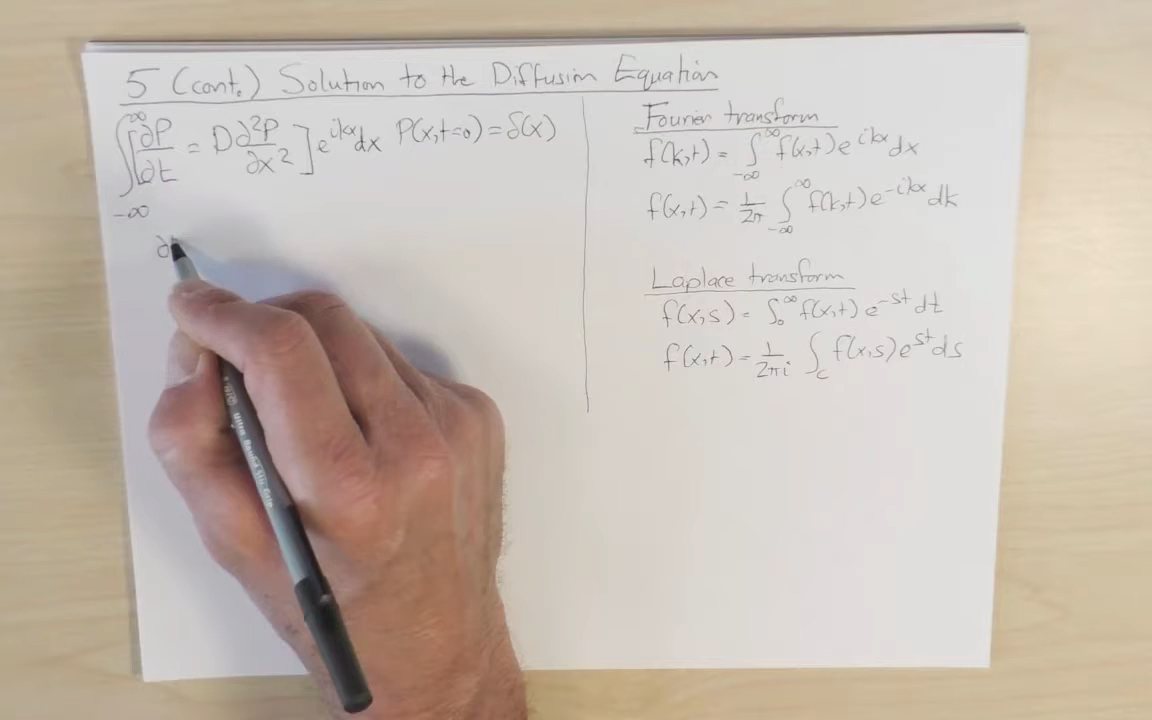 5 (cont.) Solution to the Diffusion Equation
∫_{-∞}^{∞} [∂P/∂t = D ∂²P/∂x²] e^{ikx} dx P(x,t=0) = δ(x)
∂
Fourier transform
f(k,t) = ∫_{-∞}^{∞} f(x,t) e^{ikx} dx
f(x,t) = 1/2π ∫_{-∞}^{∞} f(k,t) e^{-ikx} dk
Laplace transform
f(x,s) = ∫_0^∞ f(x,t) e^{-st} dt
f(x,t) = 1/2πi ∫_c f(x,s) e^{st} ds